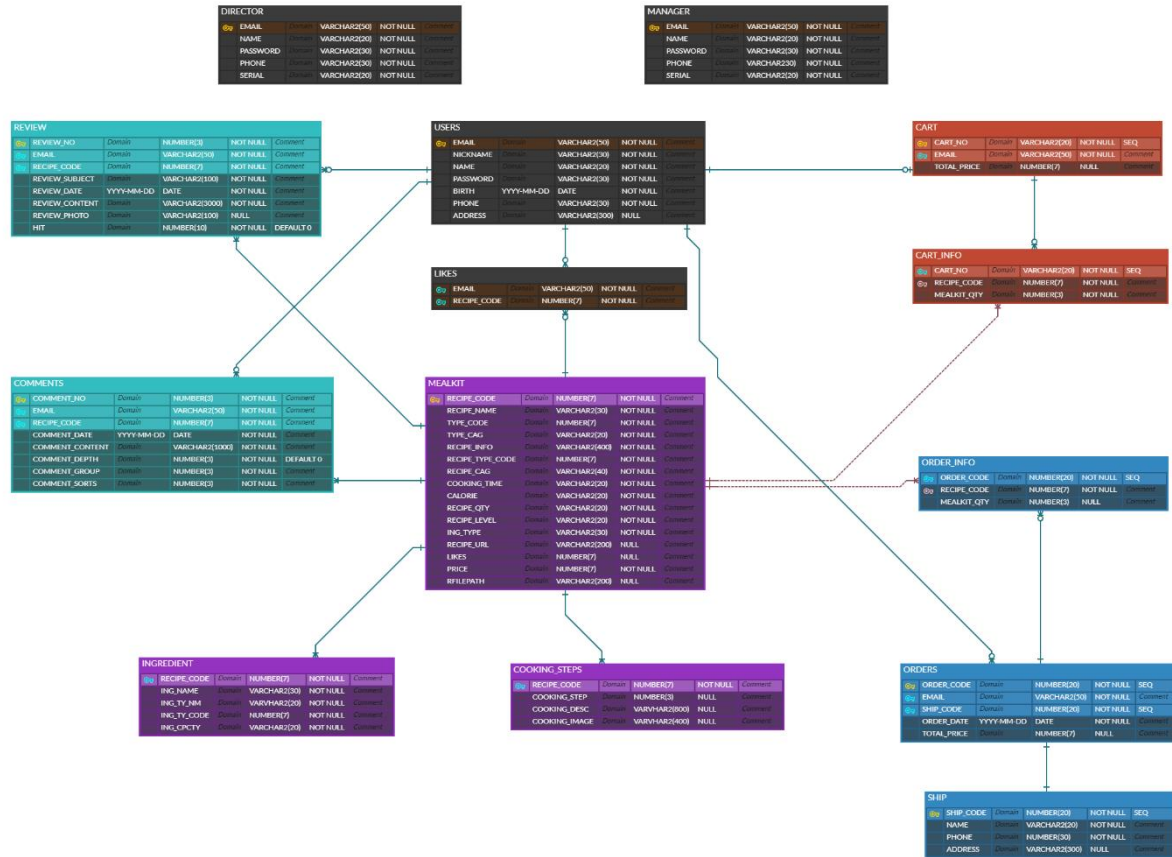 DIRECTOR
EMAIL Domain VARCHAR2(50) NOT NULL Comment
NAME Domain VARCHAR2(20) NOT NULL Comment
PASSWORD Domain VARCHAR2(30) NOT NULL Comment
PHONE Domain VARCHAR2(30) NOT NULL Comment
SERIAL Domain VARCHAR2(20) NOT NULL Comment
MANAGER
EMAIL Domain VARCHAR2(50) NOT NULL Comment
NAME Domain VARCHAR2(20) NOT NULL Comment
PASSWORD Domain VARCHAR2(30) NOT NULL Comment
PHONE Domain VARCHAR230) NOT NULL Comment
SERIAL Domain VARCHAR2(20) NOT NULL Comment
REVIEW
REVIEW_NO Domain NUMBER(3) NOT NULL Comment
EMAIL Domain VARCHAR2(50) NOT NULL Comment
RECIPE_CODE Domain NUMBER(7) NOT NULL Comment
REVIEW_SUBJECT Domain VARCHAR2(100) NOT NULL Comment
REVIEW_DATE YYYY-MM-DD DATE NOT NULL Comment
REVIEW_CONTENT Domain VARCHAR2(3000) NOT NULL Comment
REVIEW_PHOTO Domain VARCHAR2(100) NULL Comment
HIT Domain NUMBER(10) NOT NULL DEFAULT 0
USERS
EMAIL Domain VARCHAR2(50) NOT NULL Comment
NICKNAME Domain VARCHAR2(30) NOT NULL Comment
NAME Domain VARCHAR2(20) NOT NULL Comment
PASSWORD Domain VARCHAR2(30) NOT NULL Comment
BIRTH YYYY-MM-DD DATE NOT NULL Comment
PHONE Domain VARCHAR2(30) NOT NULL Comment
ADDRESS Domain VARCHAR2(300) NULL Comment
CART
CART_NO Domain VARCHAR2(20) NOT NULL SEQ
EMAIL Domain VARCHAR2(50) NOT NULL Comment
TOTAL_PRICE Domain NUMBER(7) NULL Comment
CART_INFO
CART_NO Domain VARCHAR2(20) NOT NULL SEQ
RECIPE_CODE Domain NUMBER(7) NOT NULL Comment
MEALKIT_QTY Domain NUMBER(3) NOT NULL Comment
LIKES
EMAIL Domain VARCHAR2(50) NOT NULL Comment
RECIPE_CODE Domain NUMBER(7) NOT NULL Comment
COMMENTS
COMMENT_NO Domain NUMBER(3) NOT NULL Comment
EMAIL Domain VARCHAR2(50) NOT NULL Comment
RECIPE_CODE Domain NUMBER(7) NOT NULL Comment
COMMENT_DATE YYYY-MM-DD DATE NOT NULL Comment
COMMENT_CONTENT Domain VARCHAR2(1000) NOT NULL Comment
COMMENT_DEPTH Domain NUMBER(3) NOT NULL DEFAULT 0
COMMENT_GROUP Domain NUMBER(3) NOT NULL Comment
COMMENT_SORTS Domain NUMBER(3) NOT NULL Comment
MEALKIT
RECIPE_CODE Domain NUMBER(7) NOT NULL Comment
RECIPE_NAME Domain VARCHAR2(30) NOT NULL Comment
TYPE_CODE Domain NUMBER(7) NOT NULL Comment
TYPE_CAG Domain VARCHAR2(20) NOT NULL Comment
RECIPE_INFO Domain VARCHAR2(400) NOT NULL Comment
RECIPE_TYPE_CODE Domain NUMBER(7) NOT NULL Comment
RECIPE_CAG Domain VARCHAR2(40) NOT NULL Comment
COOKING_TIME Domain VARCHAR2(20) NOT NULL Comment
CALORIE Domain VARCHAR2(20) NOT NULL Comment
RECIPE_QTY Domain VARCHAR2(20) NOT NULL Comment
RECIPE_LEVEL Domain VARCHAR2(20) NOT NULL Comment
ING_TYPE Domain VARCHAR2(30) NOT NULL Comment
RECIPE_URL Domain VARCHAR2(200) NULL Comment
LIKES Domain NUMBER(7) NULL Comment
PRICE Domain NUMBER(7) NOT NULL Comment
RFILEPATH Domain VARCHAR2(200) NULL Comment
ORDER_INFO
ORDER_CODE Domain NUMBER(20) NOT NULL SEQ
RECIPE_CODE Domain NUMBER(7) NOT NULL Comment
MEALKIT_QTY Domain NUMBER(3) NULL Comment
INGREDIENT
RECIPE_CODE Domain NUMBER(7) NOT NULL Comment
ING_NAME Domain VARCHAR2(30) NOT NULL Comment
ING_TY_NM Domain VARVHAR2(20) NOT NULL Comment
ING_TY_CODE Domain NUMBER(7) NOT NULL Comment
ING_CPCTY Domain VARCHAR2(20) NOT NULL Comment
COOKING_STEPS
RECIPE_CODE Domain NUMBER(7) NOT NULL Comment
COOKING_STEP Domain NUMBER(3) NULL Comment
COOKING_DESC Domain VARVHAR2(800) NULL Comment
COOKING_IMAGE Domain VARVHAR2(400) NULL Comment
ORDERS
ORDER_CODE Domain NUMBER(20) NOT NULL SEQ
EMAIL Domain VARCHAR2(50) NOT NULL Comment
SHIP_CODE Domain NUMBER(20) NOT NULL SEQ
ORDER_DATE YYYY-MM-DD DATE NOT NULL Comment
TOTAL_PRICE Domain NUMBER(7) NULL Comment
SHIP
SHIP_CODE Domain NUMBER(20) NOT NULL SEQ
NAME Domain VARCHAR2(20) NOT NULL Comment
PHONE Domain NUMBER(30) NOT NULL Comment
ADDRESS Domain VARCHAR2(300) NULL Comment